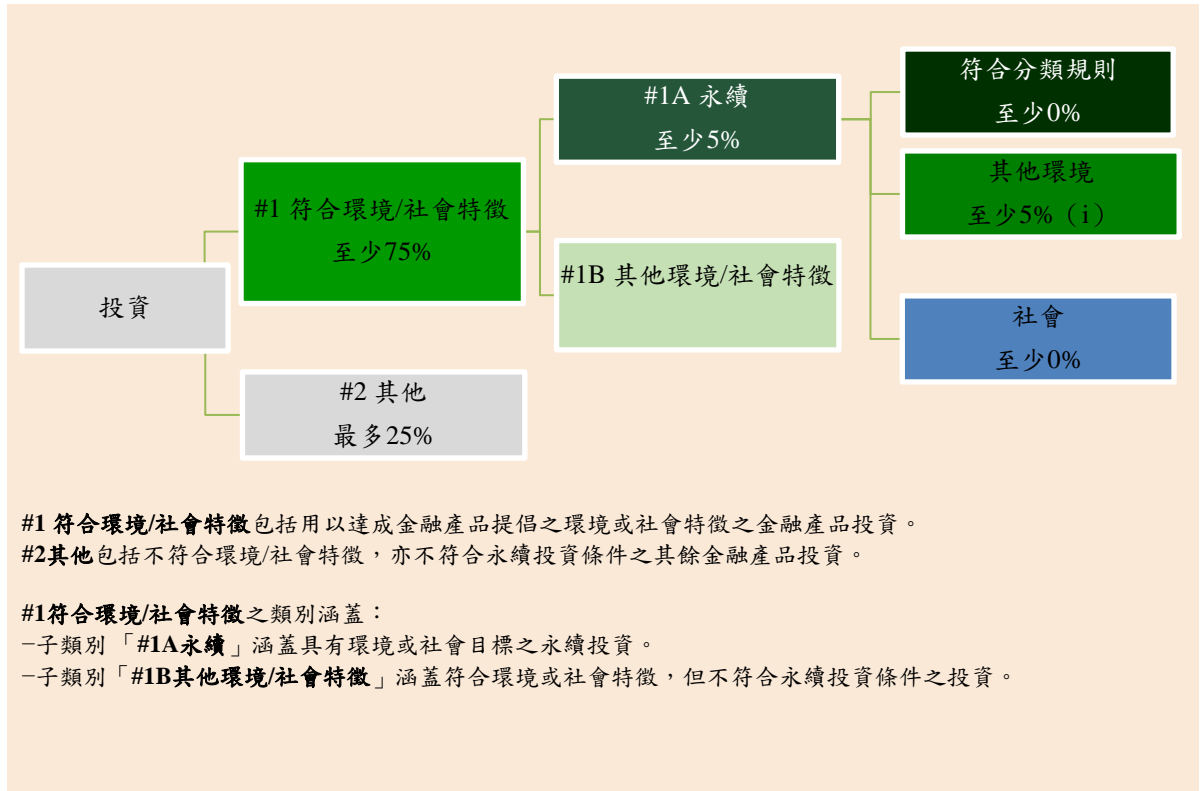 投資
#1 符合環境/社會特徵
至少75%
#2 其他
最多25%
#1A 永續
至少5%
#1B 其他環境/社會特徵
符合分類規則
至少0%
其他環境
至少5%（i）
社會
至少0%
#1 符合環境/社會特徵包括用以達成金融產品提倡之環境或社會特徵之金融產品投資。
#2其他包括不符合環境/社會特徵，亦不符合永續投資條件之其餘金融產品投資。
#1符合環境/社會特徵之類別涵蓋：
−子類別「#1A永續」涵蓋具有環境或社會目標之永續投資。
−子類別「#1B其他環境/社會特徵」涵蓋符合環境或社會特徵，但不符合永續投資條件之投資。